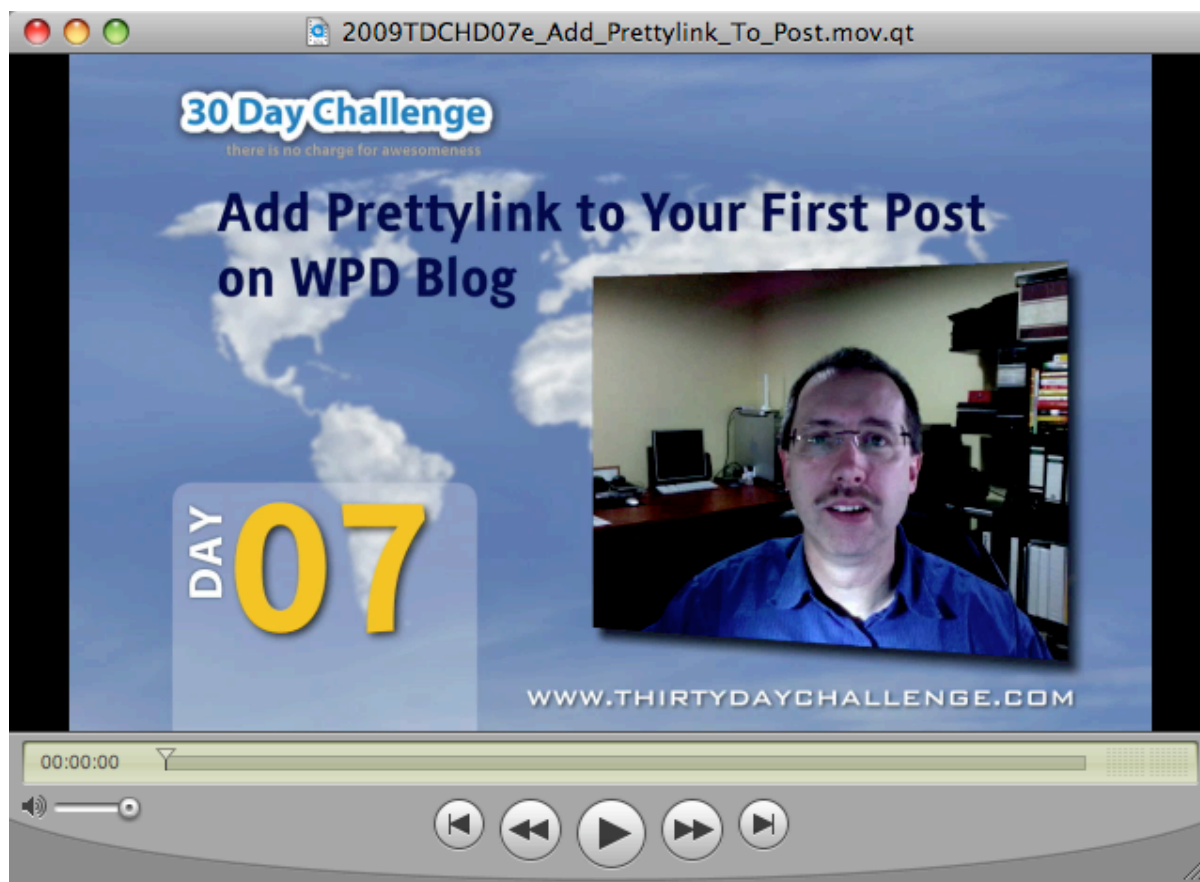 2009TDCHD07e_Add_Prettylink_To_Post.mov.qt
30 Day Challenge
there is no charge for awesomeness
Add Prettylink to Your First Post
on WPD Blog
DAY
07
WWW.THIRTYDAYCHALLENGE.COM
00:00:00